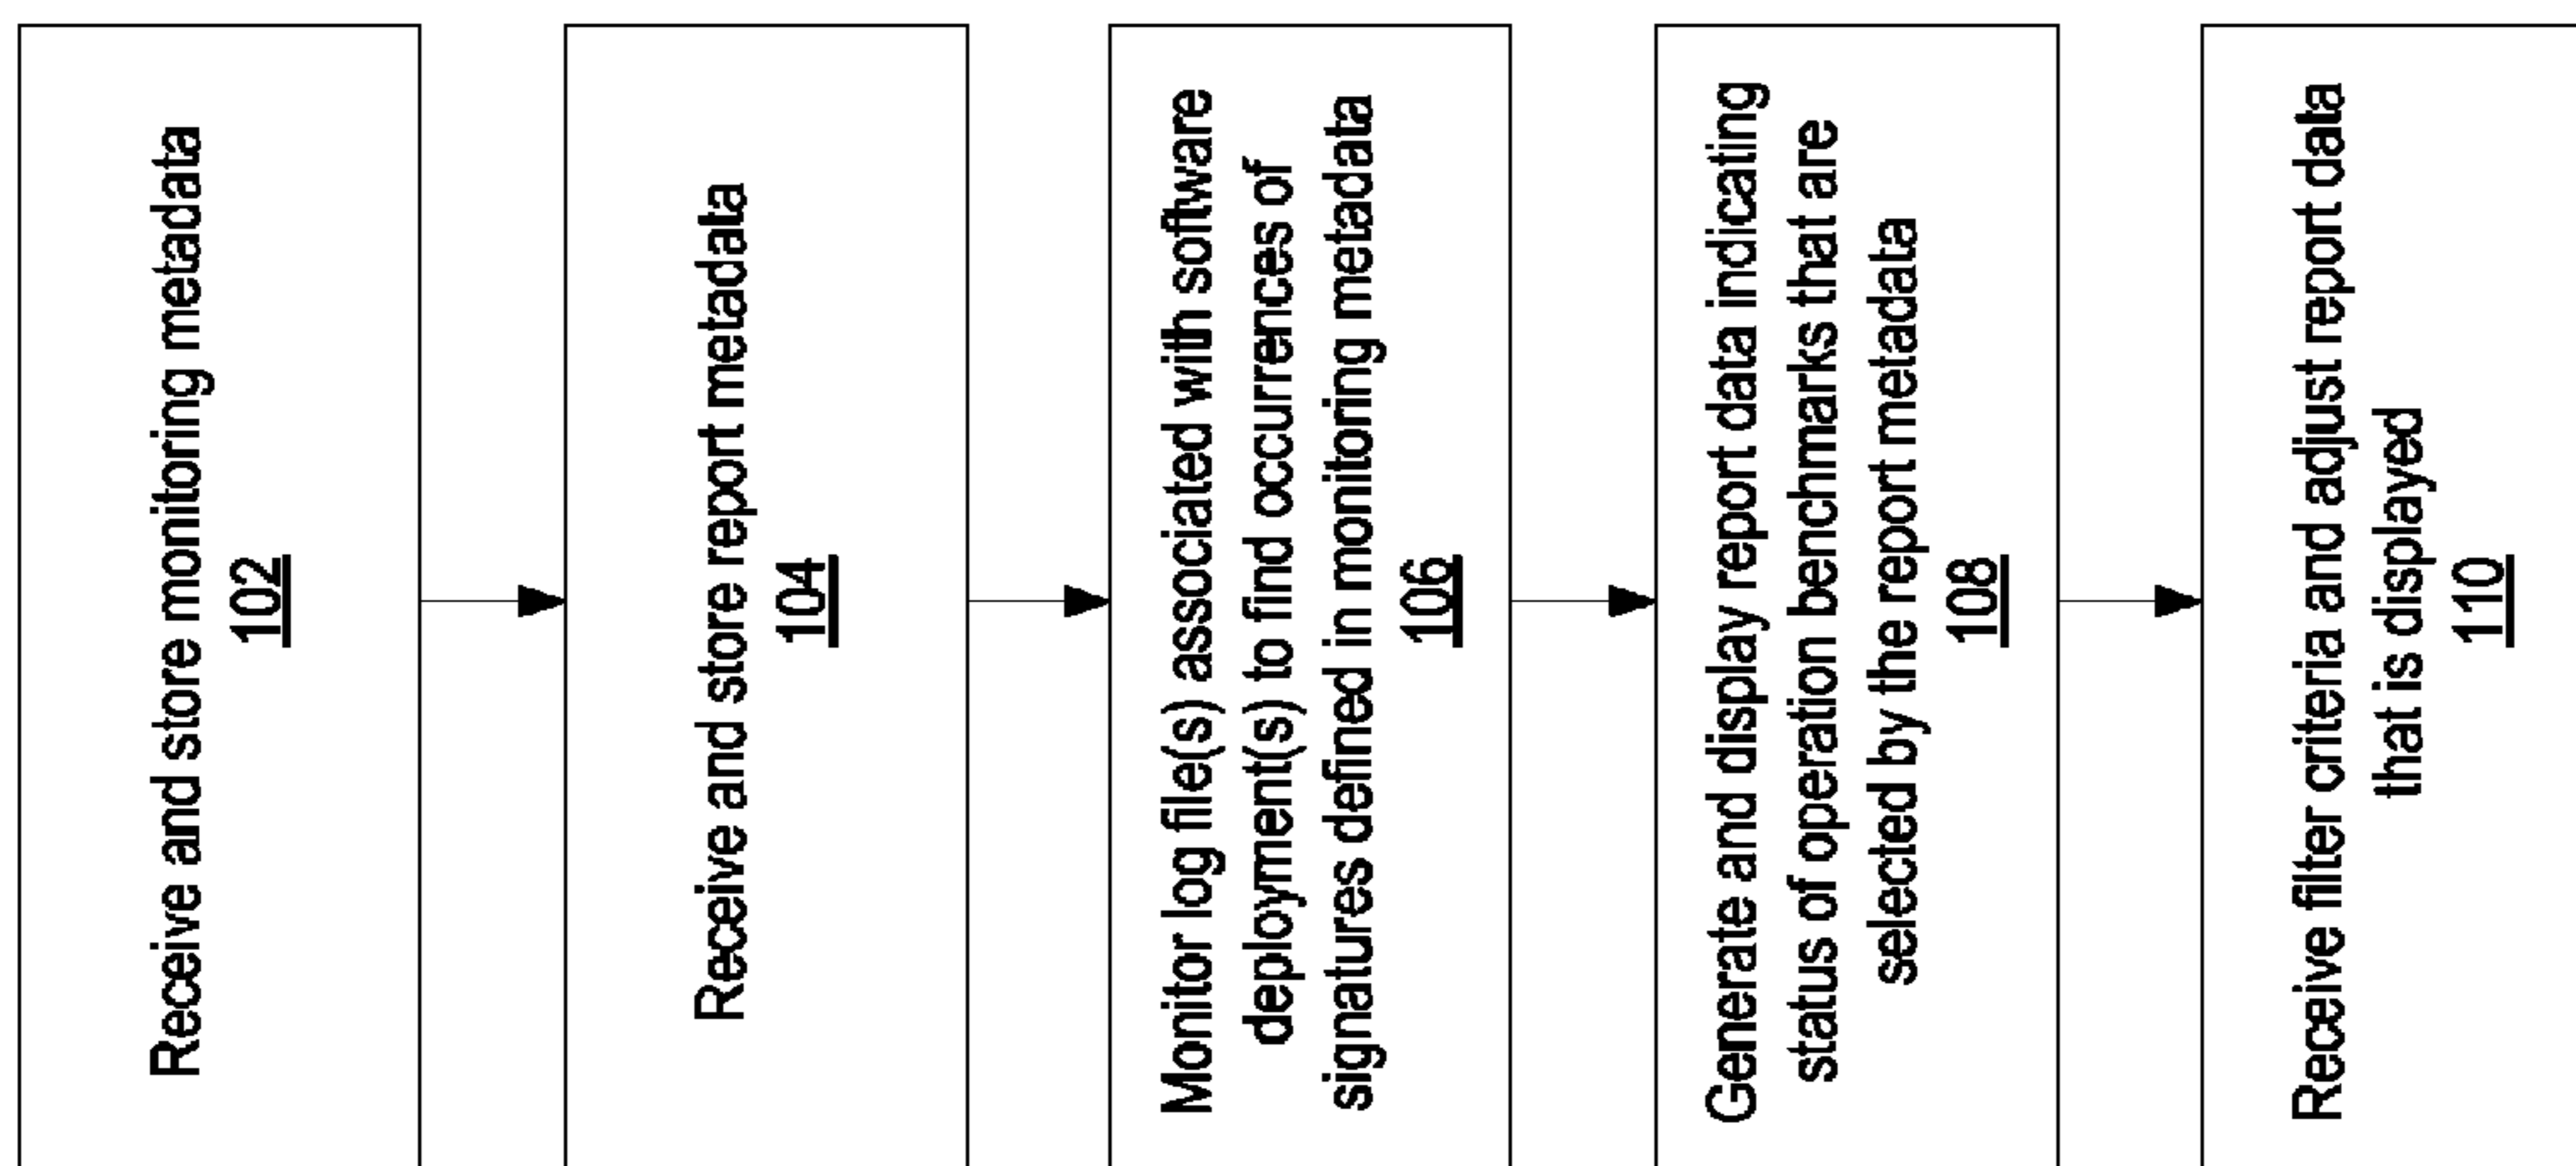 Receive and store monitoring metadata
102
Receive and store report metadata
104
Monitor log file(s) associated with software
deployment(s) to find occurrences of
signatures defined in monitoring metadata
106
Generate and display report data indicating
status of operation benchmarks that are
selected by the report metadata
108
Receive filter criteria and adjust report data
that is displayed
110